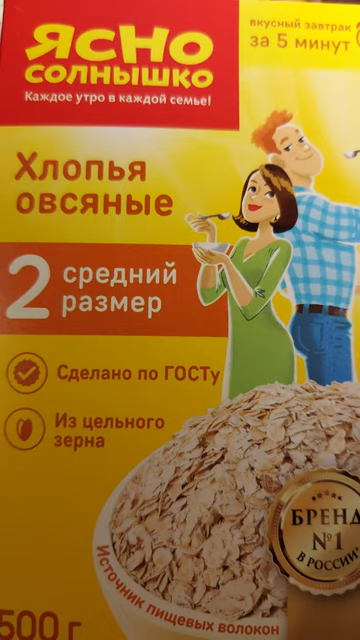 ЯСНО
СОЛНЫШКО
Каждое утро в каждой семье!
вкусный завтрак
за 5 минут
Хлопья
овсяные
2 средний
размер
Сделано по ГОСТу
Из цельного
зерна
БРЕНД
№1
В РОССИИ
Источник пищевых волокон
500 г